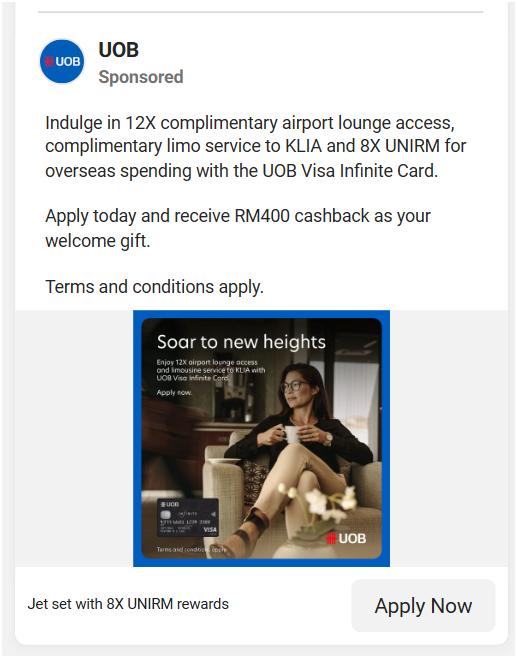 UOB
UOB
Sponsored
Indulge in 12X complimentary airport lounge access,
complimentary limo service to KLIA and 8X UNIRM for
overseas spending with the UOB Visa Infinite Card.
Apply today and receive RM400 cashback as your
welcome gift.
Terms and conditions apply.
Soar to new heights
Enjoy 12X airport lounge access
and limousine service to KLIA with
UOB Visa Infinite Card.
Apply now.
UOB
infinite
VISA
UOB
Terms and conditions apply
Jet set with 8X UNIRM rewards
Apply Now